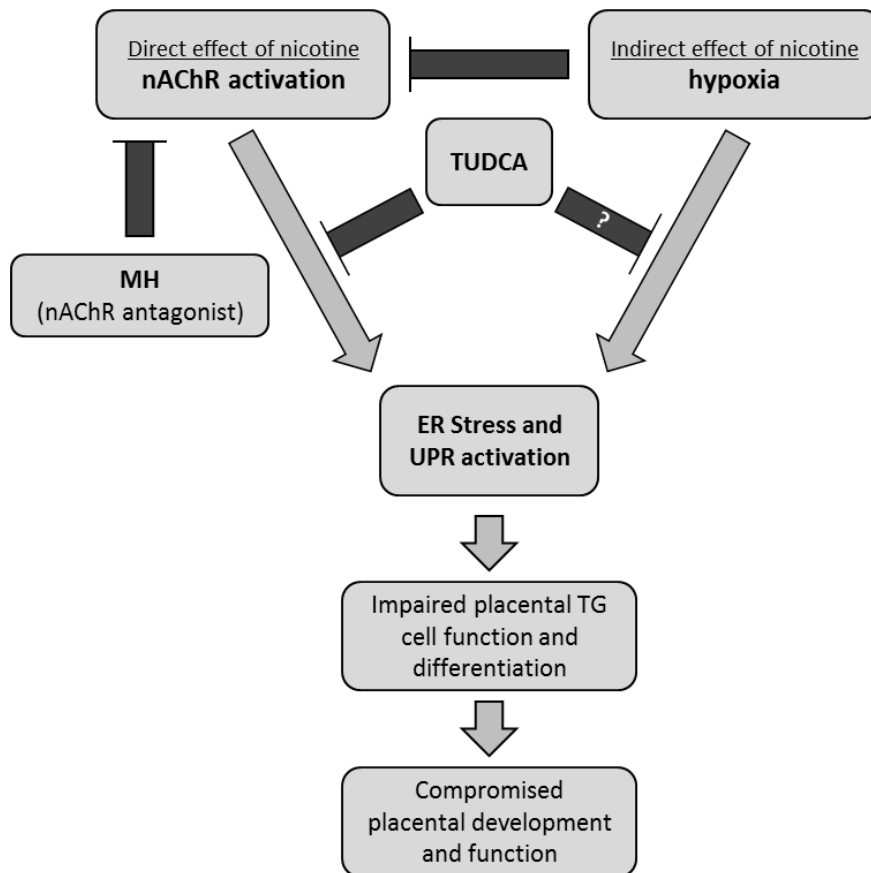 Direct effect of nicotine
nAChR activation
Indirect effect of nicotine
hypoxia
TUDCA
?
MH
(nAChR antagonist)
ER Stress and
UPR activation
Impaired placental TG
cell function and
differentiation
Compromised
placental development
and function